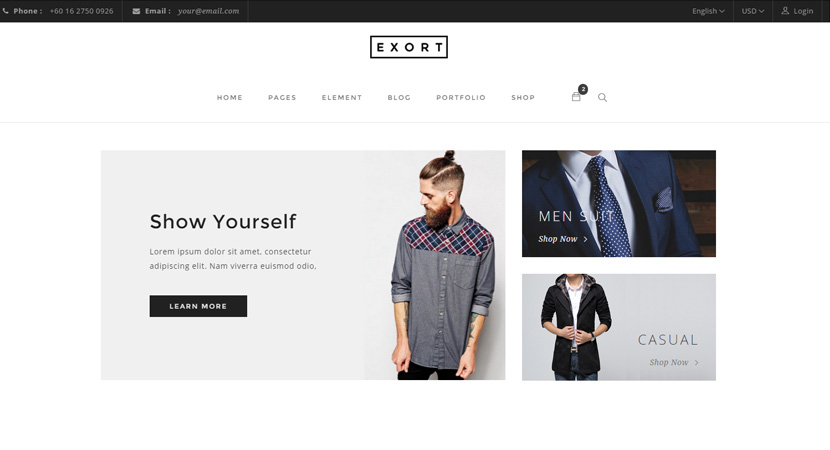 Phone : +60 16 2750 0926 Email : your@email.com English USD Login
EXORT
HOME PAGES ELEMENT BLOG PORTFOLIO SHOP 2
Show Yourself
Lorem ipsum dolor sit amet, consectetur
adipiscing elit. Nam viverra euismod odio,
LEARN MORE
MEN SUIT
Shop Now
CASUAL
Shop Now